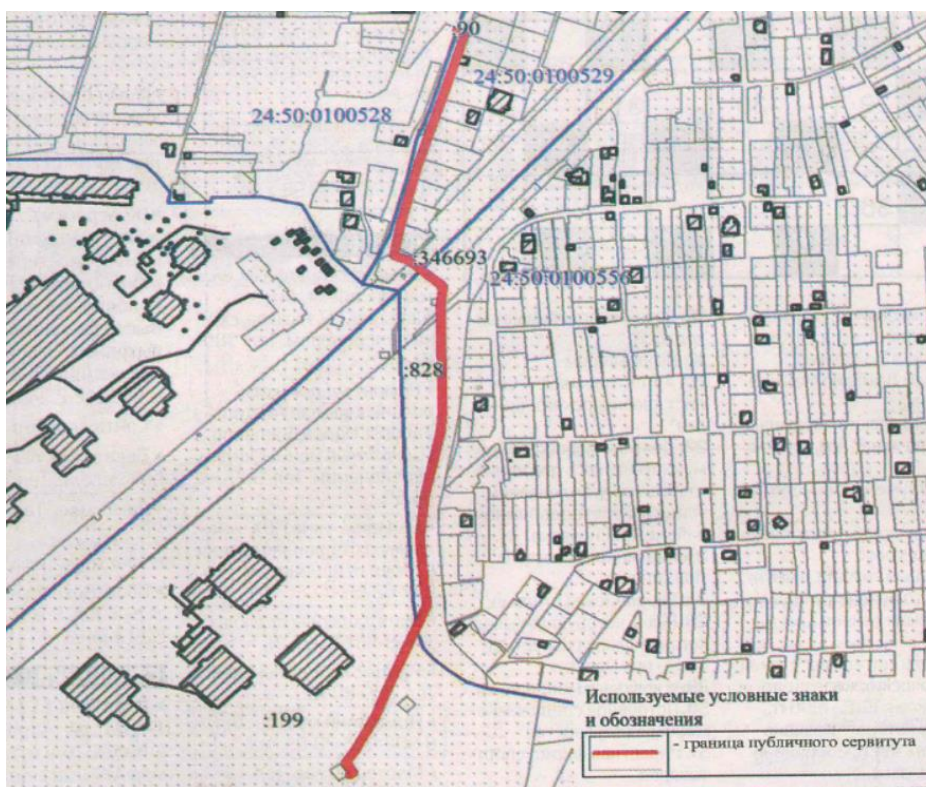 :90
24:50:0100529
24:50:0100528
:346693
24:50:0100556
:828
:199
Используемые условные знаки
и обозначения
- граница публичного сервитута